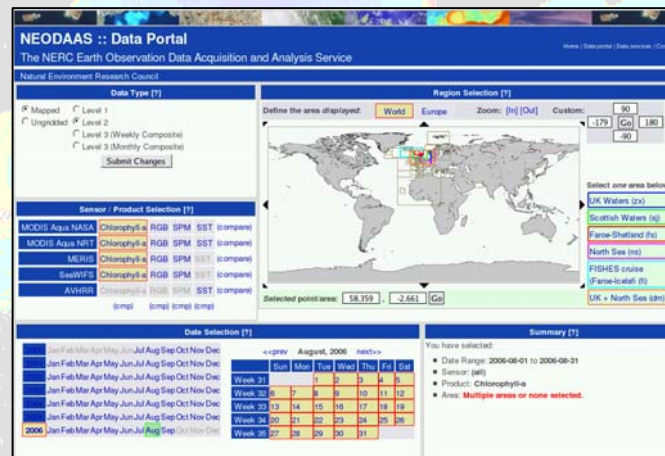 NEODAAS :: Data Portal
The NERC Earth Observation Data Acquisition and Analysis Service
Home | Data portal | Data services |
Natural Environment Research Council
Data Type [?]
Mapped Level 1
Ungridded Level 2
Level 3 (Weekly Composite)
Level 3 (Monthly Composite)
Submit Changes
Region Selection [?]
Define the area displayed: World Europe Zoom: [In] [Out] Custom:
90
-179 Go 180
-90
Select one area below
UK Waters (zx)
Scottish Waters (sj)
Faroe-Shetland (fs)
North Sea (ns)
FISHES cruise
(Faroe-Icelaf) (fi)
UK + North Sea (dm)
Selected point/area: 58.359 , -2.661 Go
Sensor / Product Selection [?]
MODIS Aqua NASA Chlorophyll-a RGB SPM SST (compare)
MODIS Aqua NRT Chlorophyll-a RGB SPM SST (compare)
MERIS Chlorophyll-a RGB SPM SST (compare)
SeaWiFS Chlorophyll-a RGB SPM SST (compare)
AVHRR Chlorophyll-a RGB SPM SST (compare)
(cmp) (cmp) (cmp) (cmp)
Date Selection [?]
Jan Feb Mar Apr May Jun Jul Aug Sep Oct Nov Dec
Jan Feb Mar Apr May Jun Jul Aug Sep Oct Nov Dec
Jan Feb Mar Apr May Jun Jul Aug Sep Oct Nov Dec
Jan Feb Mar Apr May Jun Jul Aug Sep Oct Nov Dec
Jan Feb Mar Apr May Jun Jul Aug Sep Oct Nov Dec
Jan Feb Mar Apr May Jun Jul Aug Sep Oct Nov Dec
2006 Jan Feb Mar Apr May Jun Jul Aug Sep Oct Nov Dec
<<prev August, 2006 next>>
Sun Mon Tue Wed Thu Fri Sat
Week 31 1 2 3 4 5
Week 32 6 7 8 9 10 11 12
Week 33 13 14 15 16 17 18 19
Week 34 20 21 22 23 24 25 26
Week 35 27 28 29 30 31
Summary [?]
You have selected:
Date Range: 2006-08-01 to 2006-08-31
Sensor: (all)
Product: Chlorophyll-a
Area: Multiple areas or none selected.